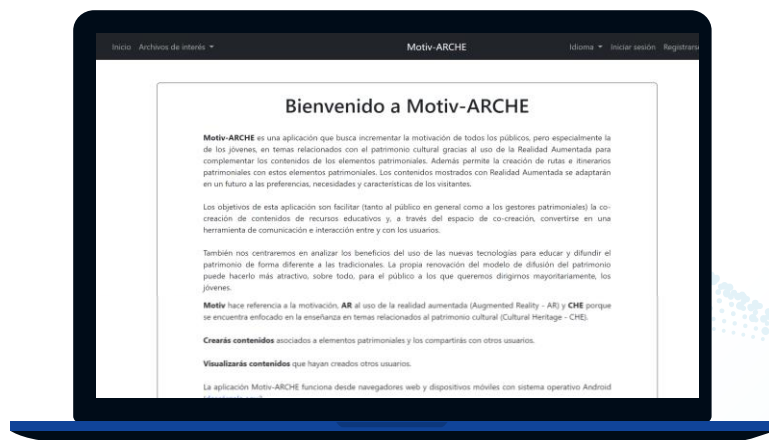 Inicio Archivos de interés Motiv-ARCHE Idioma Iniciar sesión Registrarse
Bienvenido a Motiv-ARCHE
Motiv-ARCHE es una aplicación que busca incrementar la motivación de todos los públicos, pero especialmente la
de los jóvenes, en temas relacionados con el patrimonio cultural gracias al uso de la Realidad Aumentada para
complementar los contenidos de los elementos patrimoniales. Además permite la creación de rutas e itinerarios
patrimoniales con estos elementos patrimoniales. Los contenidos mostrados con Realidad Aumentada se adaptarán
en un futuro a las preferencias, necesidades y características de los visitantes.
Los objetivos de esta aplicación son facilitar (tanto al público en general como a los gestores patrimoniales) la co-
creación de contenidos de recursos educativos y, a través del espacio de co-creación, convertirse en una
herramienta de comunicación e interacción entre y con los usuarios.
También nos centraremos en analizar los beneficios del uso de las nuevas tecnologías para educar y difundir el
patrimonio de forma diferente a las tradicionales. La propia renovación del modelo de difusión del patrimonio
puede hacerlo más atractivo, sobre todo, para el público a los que queremos dirigirnos mayoritariamente, los
jóvenes.
Motiv hace referencia a la motivación, AR al uso de la realidad aumentada (Augmented Reality - AR) y CHE porque
se encuentra enfocado en la enseñanza en temas relacionados al patrimonio cultural (Cultural Heritage - CHE).
Crearás contenidos asociados a elementos patrimoniales y los compartirás con otros usuarios.
Visualizarás contenidos que hayan creados otros usuarios.
La aplicación Motiv-ARCHE funciona desde navegadores web y dispositivos móviles con sistema operativo Android